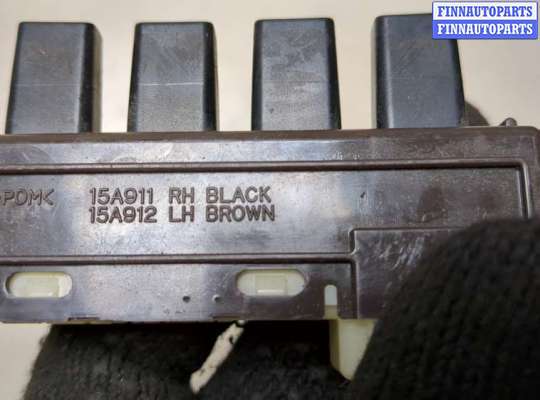 FINNAUTOPARTS
FINNAUTOPARTS
>POM< 15A911 RH BLACK
15A912 LH BROWN